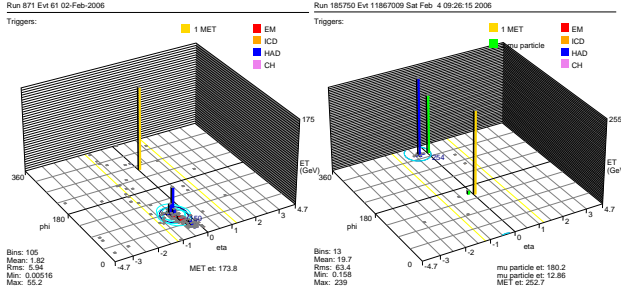 Run 871 Evt 61 02-Feb-2006
Triggers:
1 MET
EM
ICD
HAD
CH
175
ET
(GeV)
360
180
phi
0
-4.7
-3
-2
-1
0
1
2
3
4.7
eta
Bins: 105
Mean: 1.82
Rms: 5.94
Min: 0.00516
Max: 55.2
MET et: 173.8
Run 185750 Evt 11867009 Sat Feb 4 09:26:15 2006
Triggers:
1 MET
mu particle
EM
ICD
HAD
CH
254
255
ET
(GeV)
360
180
phi
0
-4.7
-3
-2
-1
0
1
2
3
4.7
eta
Bins: 13
Mean: 19.7
Rms: 63.4
Min: 0.158
Max: 239
mu particle et: 180.2
mu particle et: 12.86
MET et: 252.7